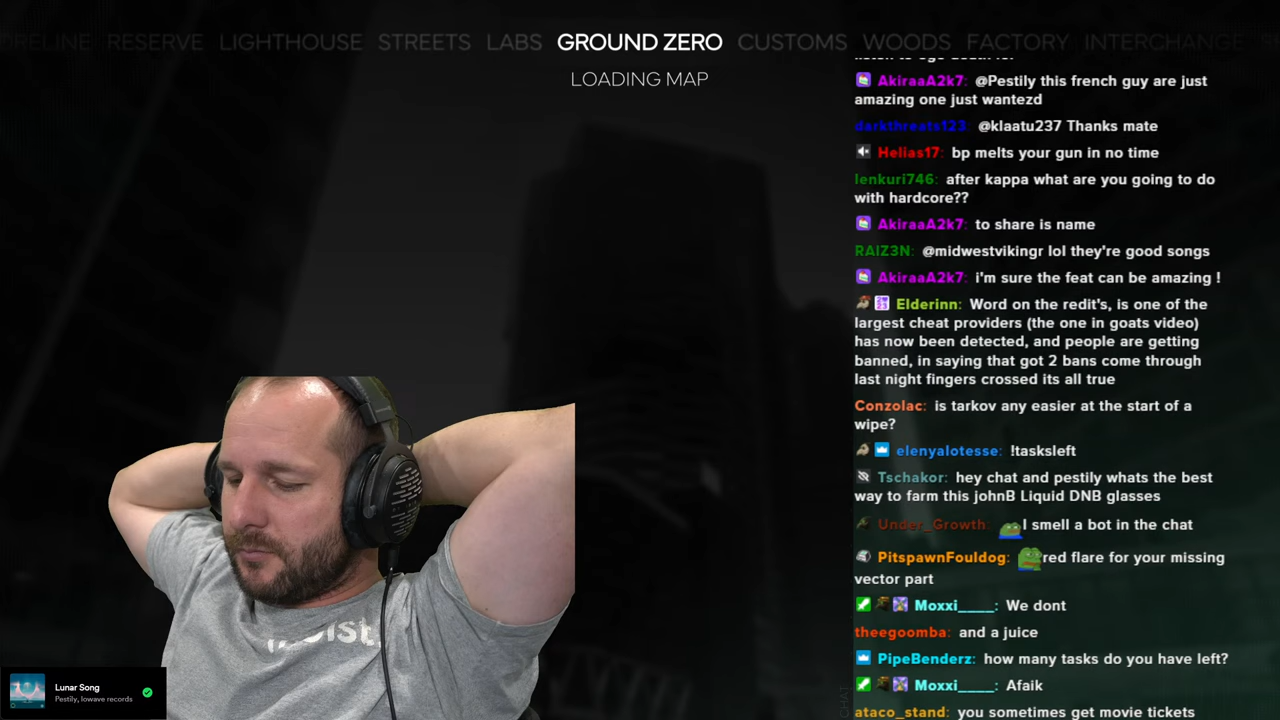 RESERVE LIGHTHOUSE STREETS LABS GROUND ZERO CUSTOMS WOODS FACTORY INTERCHANGE
LOADING MAP
AkiraaA2k7: @Pestily this french guy are just
amazing one just wantezd
darkthreats123: @klaatu237 Thanks mate
Helias17: bp melts your gun in no time
lenkuri746: after kappa what are you going to do
with hardcore??
AkiraaA2k7: to share is name
RAIZ3N: @midwestvikingr lol they're good songs
AkiraaA2k7: i'm sure the feat can be amazing !
Elderinn: Word on the redit's, is one of the
largest cheat providers (the one in goats video)
has now been detected, and people are getting
banned, in saying that got 2 bans come through
last night fingers crossed its all true
Conzolac: is tarkov any easier at the start of a
wipe?
elenyalotesse: !tasksleft
Tschakor: hey chat and pestily whats the best
way to farm this johnB Liquid DNB glasses
Under_Growth: I smell a bot in the chat
PitspawnFouldog: red flare for your missing
vector part
Moxxi____: We dont
theegoomba: and a juice
PipeBenderz: how many tasks do you have left?
Moxxi____: Afaik
ataco_stand: you sometimes get movie tickets
CHAT
Lunar Song
Pestily, lowave records